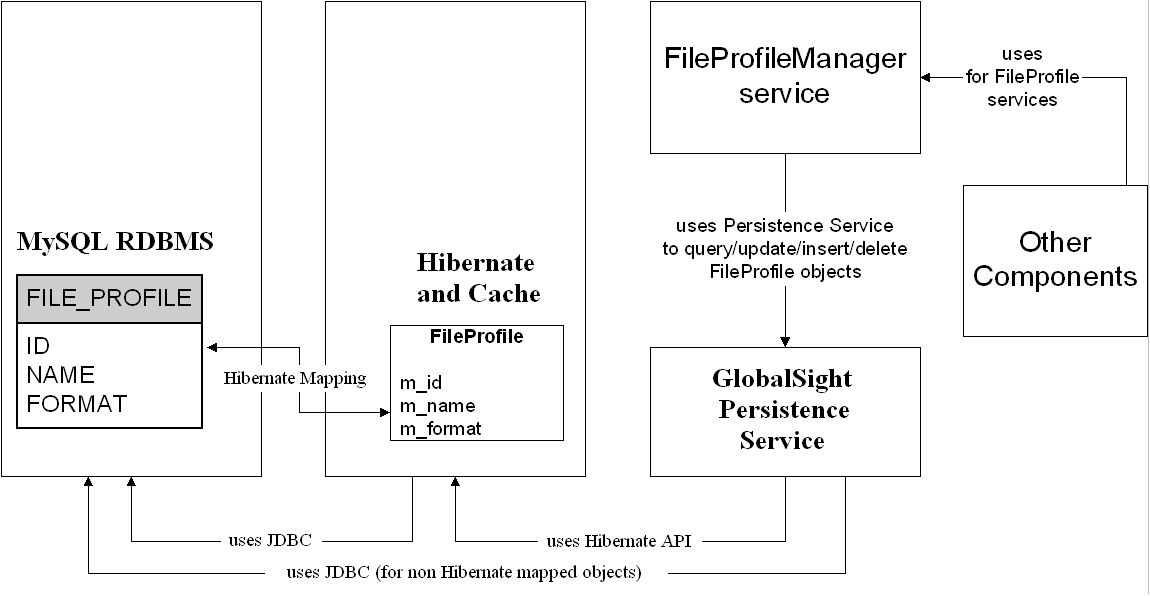 MySQL RDBMS
FILE_PROFILE
ID
NAME
FORMAT
Hibernate Mapping
Hibernate
and Cache
FileProfile
m_id
m_name
m_format
FileProfileManager
service
uses
for FileProfile
services
Other
Components
uses Persistence Service
to query/update/insert/delete
FileProfile objects
GlobalSight
Persistence
Service
uses JDBC
uses Hibernate API
uses JDBC (for non Hibernate mapped objects)